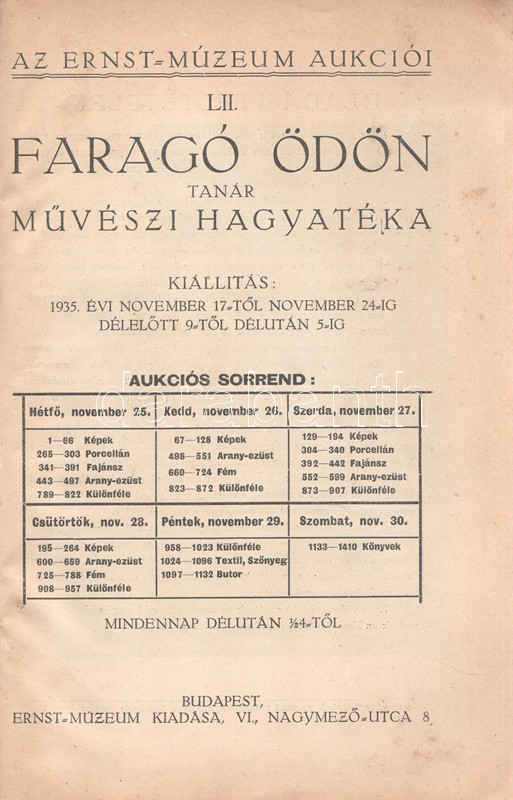 AZ ERNST=MÚZEUM AUKCIÓI
LII.
FARAGÓ ÖDÖN
TANÁR
MŰVÉSZI HAGYATÉKA
KIÁLLITÁS:
1935. ÉVI NOVEMBER 17=TŐL NOVEMBER 24=IG
DÉLELŐTT 9=TŐL DÉLUTÁN 5=IG
AUKCIÓS SORREND:
darabanth
Hétfő, november 25.
1—66 Képek
265—303 Porcellán
341—391 Fajánsz
443—497 Arany-ezüst
789—822 Különféle
Kedd, november 26.
67—128 Képek
498—551 Arany-ezüst
660—724 Fém
823—872 Különféle
Szerda, november 27.
129—194 Képek
304—340 Porcellán
392—442 Fajánsz
552—599 Arany-ezüst
873—907 Különféle
Csütörtök, nov. 28.
195—264 Képek
600—659 Arany-ezüst
725—788 Fém
908—957 Különféle
Péntek, november 29.
958—1023 Különféle
1024—1096 Textil, Szőnyeg
1097—1132 Butor
Szombat, nov. 30.
1133—1410 Könyvek
MINDENNAP DÉLUTÁN ½4=TŐL
BUDAPEST,
ERNST=MÚZEUM KIADÁSA, VI., NAGYMEZŐ=UTCA 8